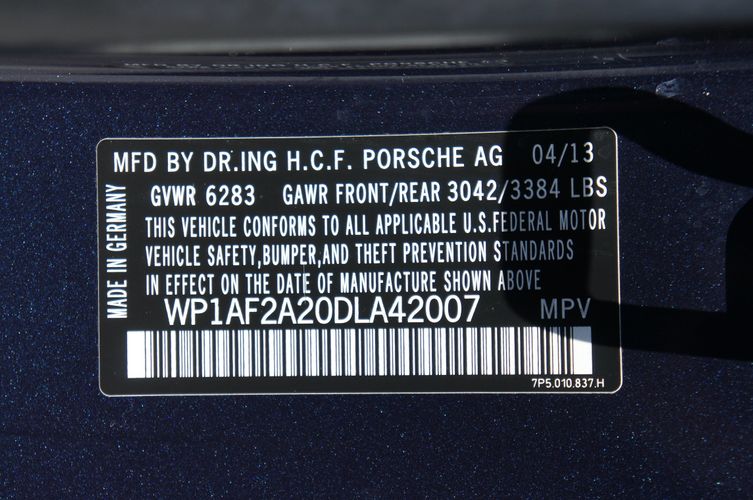 MFD BY DR.ING H.C.F. PORSCHE AG 04/13
GVWR 6283 GAWR FRONT/REAR 3042/3384 LBS
THIS VEHICLE CONFORMS TO ALL APPLICABLE U.S.FEDERAL MOTOR
VEHICLE SAFETY,BUMPER,AND THEFT PREVENTION STANDARDS
IN EFFECT ON THE DATE OF MANUFACTURE SHOWN ABOVE
WP1AF2A20DLA42007 MPV
7P5.010.837.H
MADE IN GERMANY